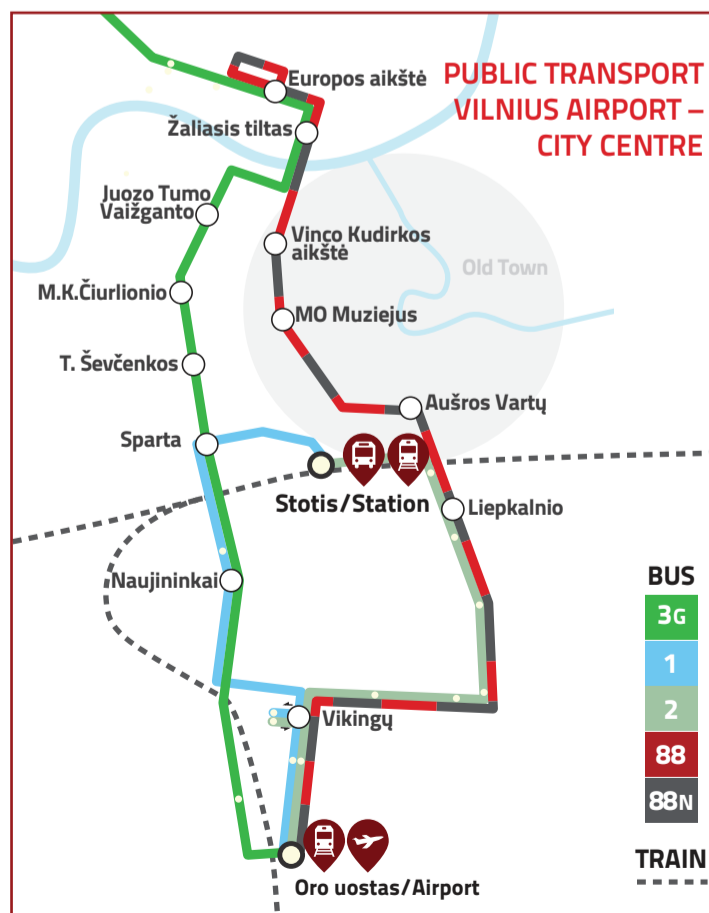 PUBLIC TRANSPORT
VILNIUS AIRPORT –
CITY CENTRE
Europos aikštė
Žaliasis tiltas
Juozo Tumo
Vaižganto
Vinco Kudirkos
aikštė
Old Town
M.K.Čiurlionio
MO Muziejus
T. Ševčenkos
Aušros Vartų
Sparta
Stotis/Station
Liepkalnio
Naujininkai
Vikingų
Oro uostas/Airport
BUS
3G
1
2
88
88N
TRAIN